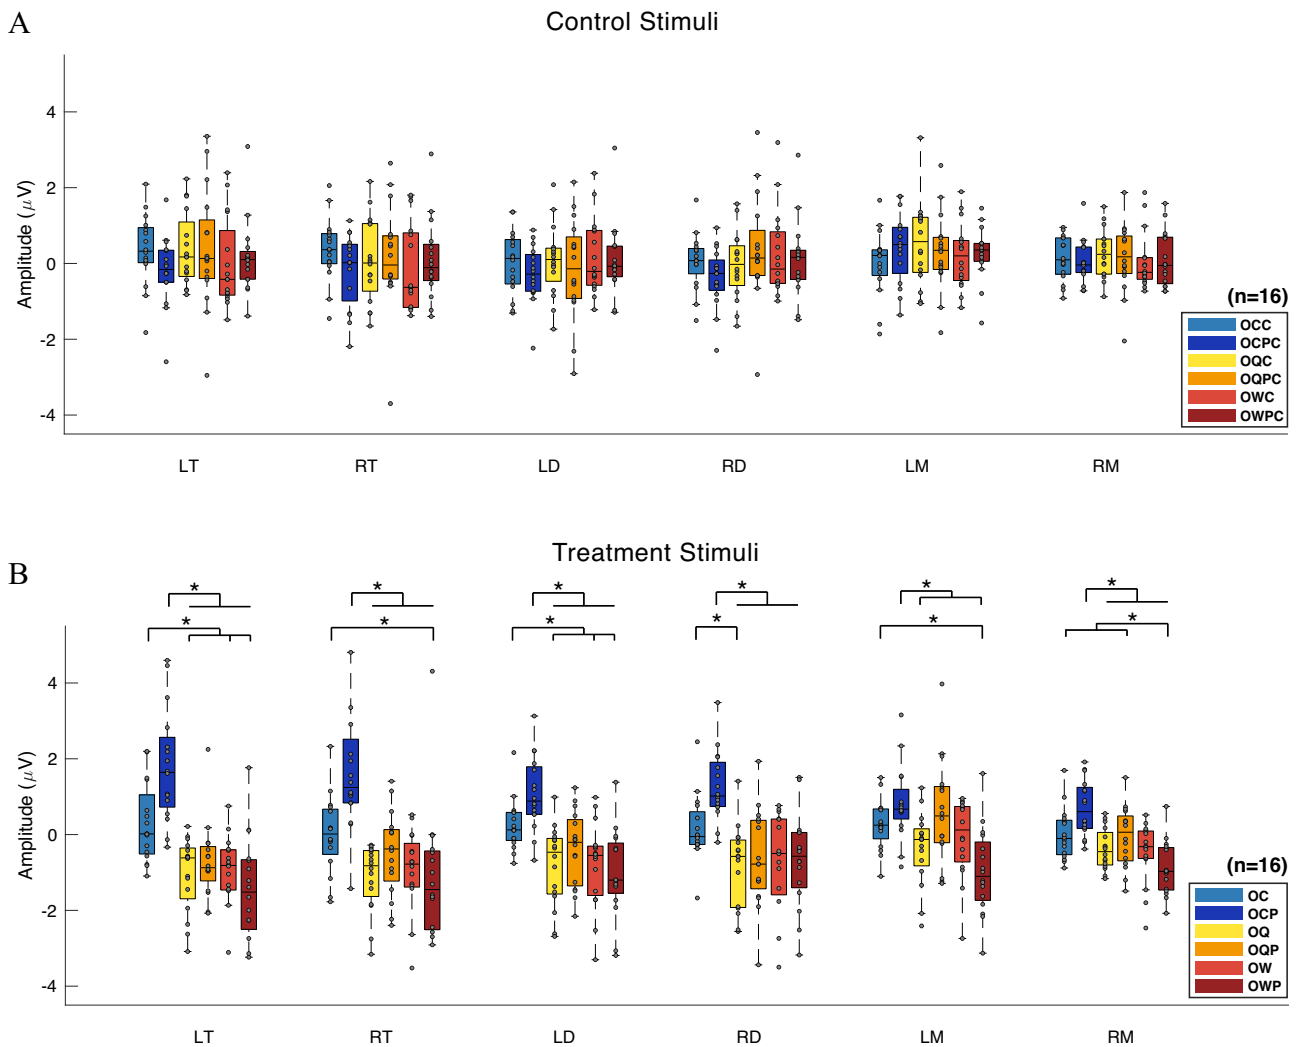 A
Control Stimuli
Amplitude (μV)
4
2
0
-2
-4
(n=16)
OCC
OCPC
OQC
OQPC
OWC
OWPC
LT RT LD RD LM RM
B
Treatment Stimuli
* * * * * *
* * * * * *
Amplitude (μV)
4
2
0
-2
-4
(n=16)
OC
OCP
OQ
OQP
OW
OWP
LT RT LD RD LM RM